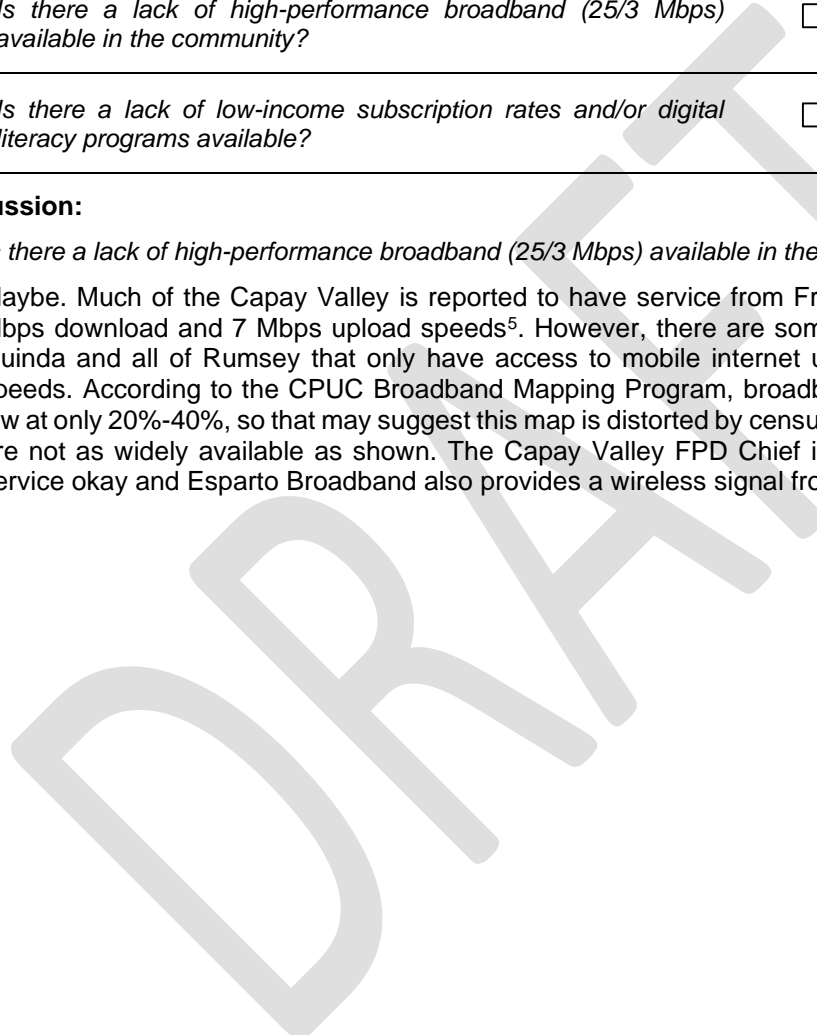 Is there a lack of high-performance broadband (25/3 Mbps)
available in the community?
Is there a lack of low-income subscription rates and/or digital
literacy programs available?
ussion:
there a lack of high-performance broadband (25/3 Mbps) available in the
Maybe. Much of the Capay Valley is reported to have service from Fr
Mbps download and 7 Mbps upload speeds5. However, there are som
uinda and all of Rumsey that only have access to mobile internet u
peeds. According to the CPUC Broadband Mapping Program, broadb
w at only 20%-40%, so that may suggest this map is distorted by censu
re not as widely available as shown. The Capay Valley FPD Chief i
ervice okay and Esparto Broadband also provides a wireless signal fro
DRAFT